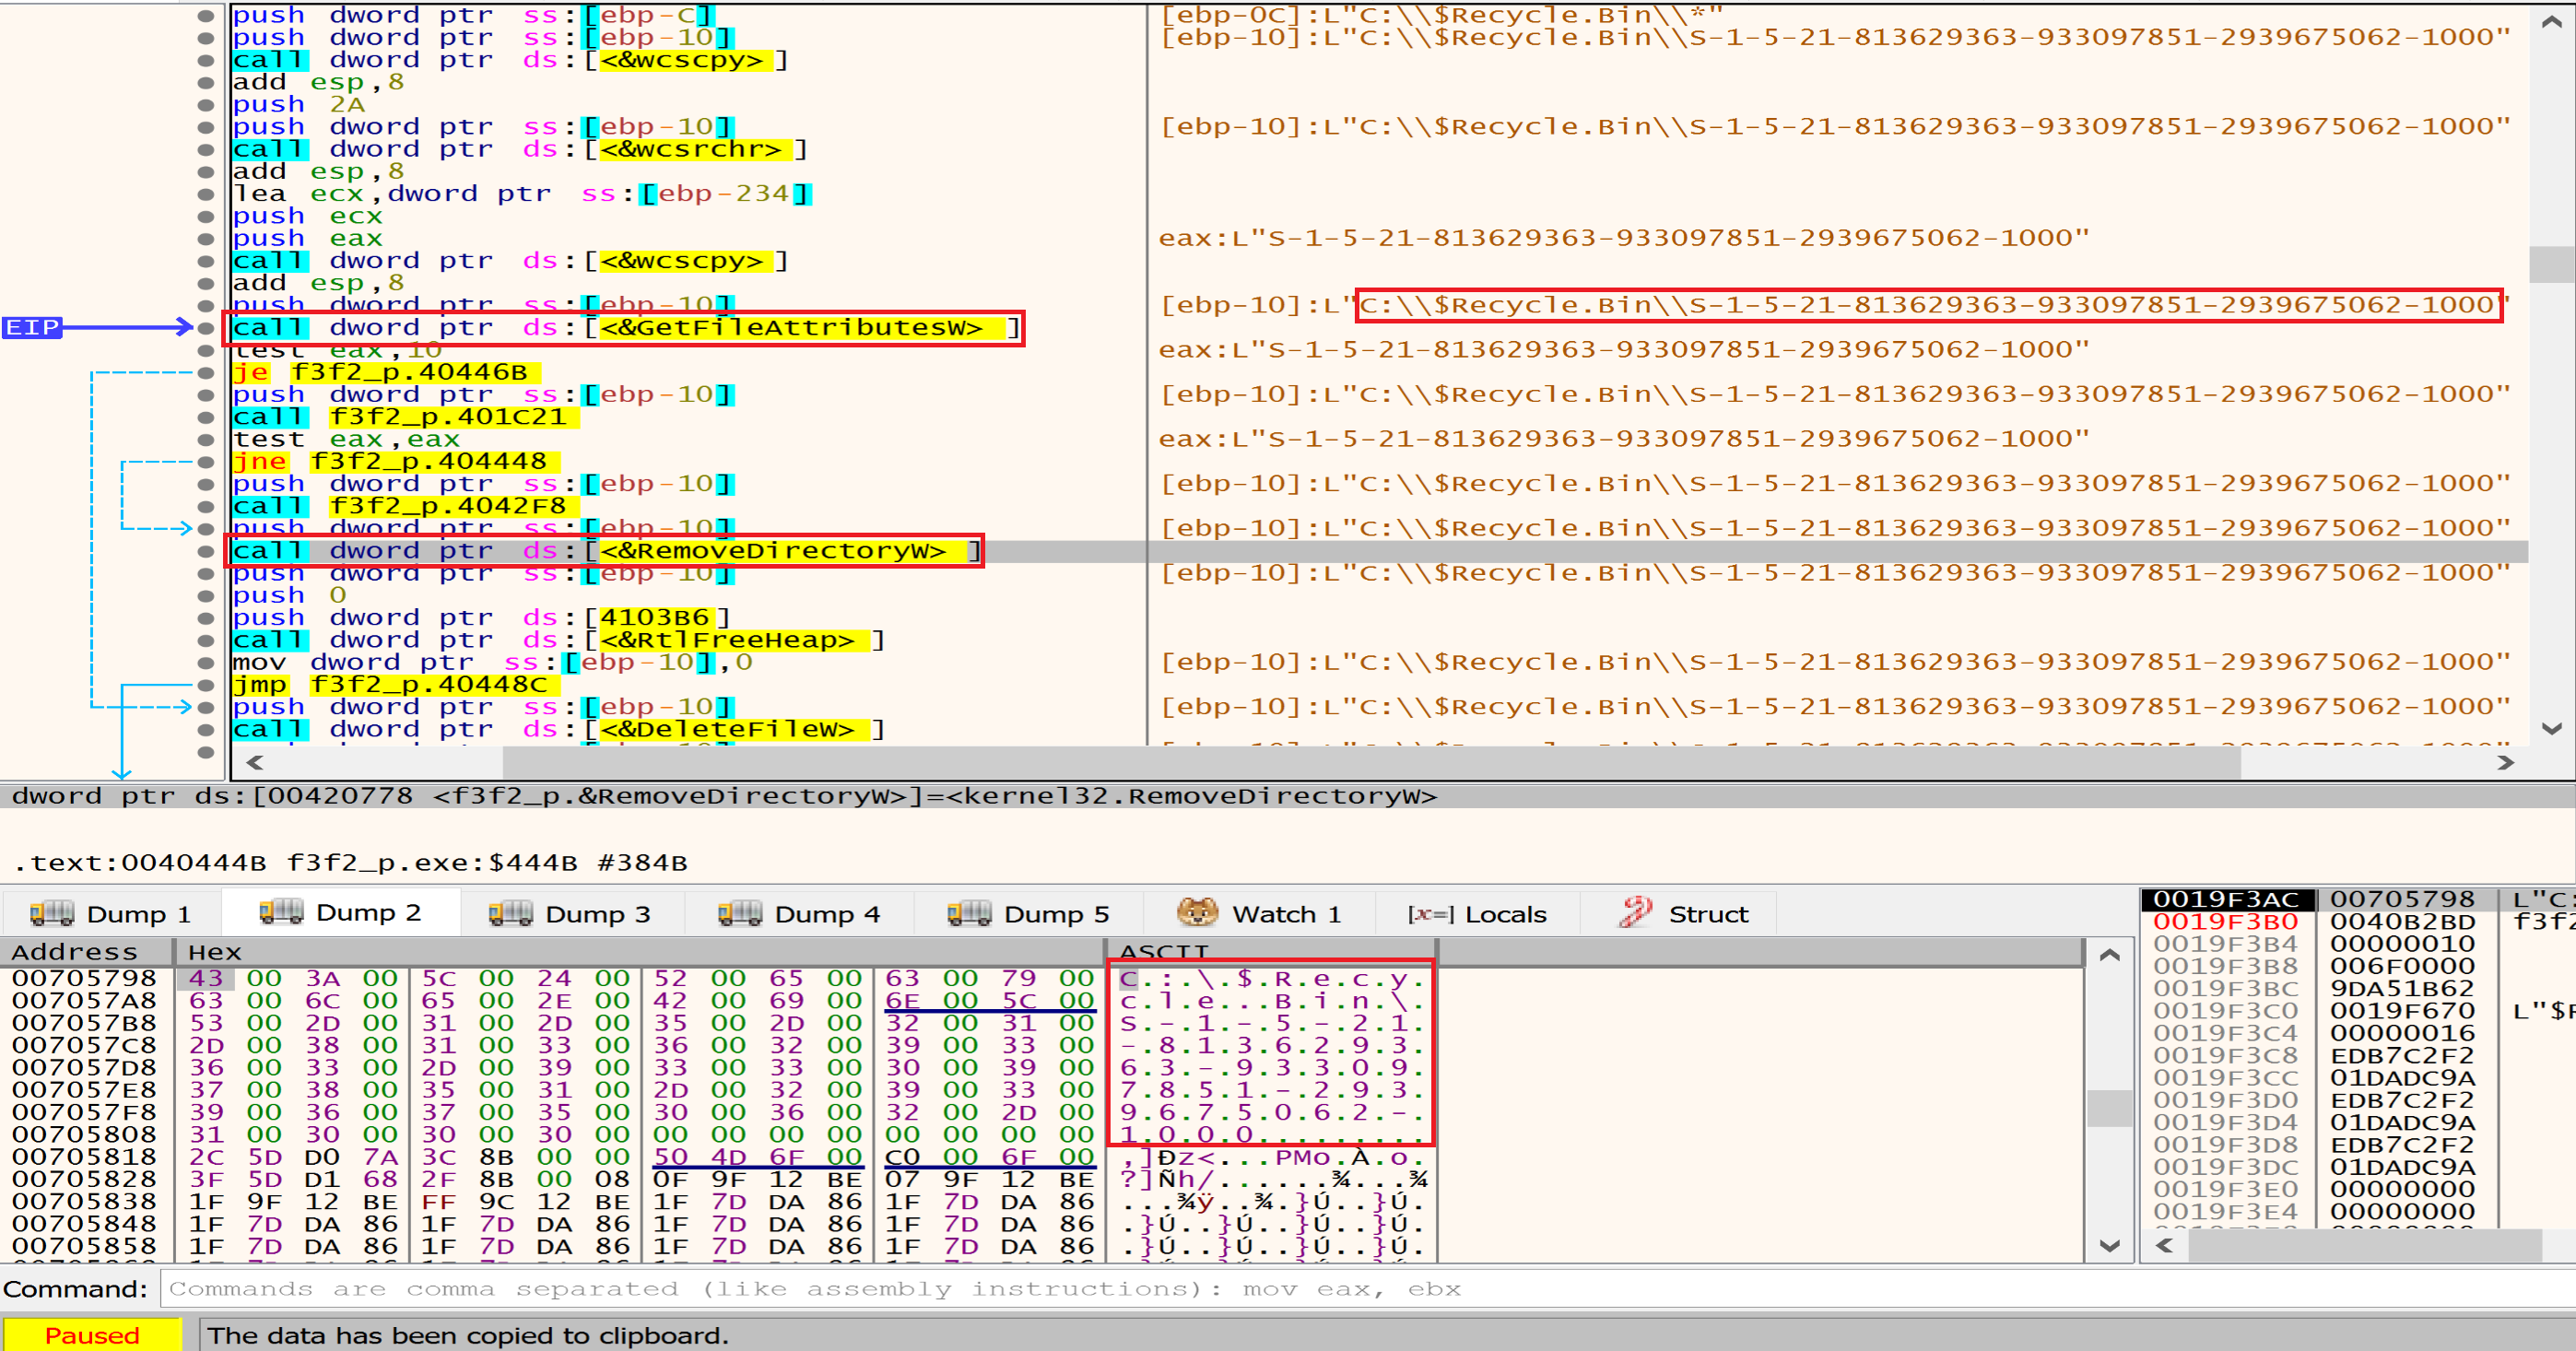 push dword ptr ss:[ebp-C] [ebp-0C]:L"C:\\$Recycle.Bin\\*"
push dword ptr ss:[ebp-10] [ebp-10]:L"C:\\$Recycle.Bin\\S-1-5-21-813629363-933097851-2939675062-1000"
call dword ptr ds:[<&wcscpy>]
add esp,8
push 2A
push dword ptr ss:[ebp-10] [ebp-10]:L"C:\\$Recycle.Bin\\S-1-5-21-813629363-933097851-2939675062-1000"
call dword ptr ds:[<&wcsrchr>]
add esp,8
lea ecx,dword ptr ss:[ebp-234]
push ecx
push eax eax:L"S-1-5-21-813629363-933097851-2939675062-1000"
call dword ptr ds:[<&wcscpy>]
add esp,8
push dword ptr ss:[ebp-10] [ebp-10]:L"C:\\$Recycle.Bin\\S-1-5-21-813629363-933097851-2939675062-1000"
EIP call dword ptr ds:[<&GetFileAttributesW>]
test eax,10 eax:L"S-1-5-21-813629363-933097851-2939675062-1000"
je f3f2_p.40446B
push dword ptr ss:[ebp-10] [ebp-10]:L"C:\\$Recycle.Bin\\S-1-5-21-813629363-933097851-2939675062-1000"
call f3f2_p.401C21
test eax,eax eax:L"S-1-5-21-813629363-933097851-2939675062-1000"
jne f3f2_p.404448
push dword ptr ss:[ebp-10] [ebp-10]:L"C:\\$Recycle.Bin\\S-1-5-21-813629363-933097851-2939675062-1000"
call f3f2_p.4042F8
push dword ptr ss:[ebp-10] [ebp-10]:L"C:\\$Recycle.Bin\\S-1-5-21-813629363-933097851-2939675062-1000"
call dword ptr ds:[<&RemoveDirectoryW>]
push dword ptr ss:[ebp-10] [ebp-10]:L"C:\\$Recycle.Bin\\S-1-5-21-813629363-933097851-2939675062-1000"
push 0
push dword ptr ds:[4103B6]
call dword ptr ds:[<&RtlFreeHeap>]
mov dword ptr ss:[ebp-10],0 [ebp-10]:L"C:\\$Recycle.Bin\\S-1-5-21-813629363-933097851-2939675062-1000"
jmp f3f2_p.40448C
push dword ptr ss:[ebp-10] [ebp-10]:L"C:\\$Recycle.Bin\\S-1-5-21-813629363-933097851-2939675062-1000"
call dword ptr ds:[<&DeleteFileW>]
dword ptr ds:[00420778 <f3f2_p.&RemoveDirectoryW>]=<kernel32.RemoveDirectoryW>
.text:0040444B f3f2_p.exe:$444B #384B
Dump 1 Dump 2 Dump 3 Dump 4 Dump 5 Watch 1 [x=] Locals Struct
Address Hex ASCII
00705798 43 00 3A 00 5C 00 24 00 52 00 65 00 63 00 79 00 C.:.\.$.R.e.c.y.
007057A8 63 00 6C 00 65 00 2E 00 42 00 69 00 6E 00 5C 00 c.l.e...B.i.n.\.
007057B8 53 00 2D 00 31 00 2D 00 35 00 2D 00 32 00 31 00 S.-.1.-.5.-.2.1.
007057C8 2D 00 38 00 31 00 33 00 36 00 32 00 39 00 33 00 -.8.1.3.6.2.9.3.
007057D8 36 00 33 00 2D 00 39 00 33 00 33 00 30 00 39 00 6.3.-.9.3.3.0.9.
007057E8 37 00 38 00 35 00 31 00 2D 00 32 00 39 00 33 00 7.8.5.1.-.2.9.3.
007057F8 39 00 36 00 37 00 35 00 30 00 36 00 32 00 2D 00 9.6.7.5.0.6.2.-.
00705808 31 00 30 00 30 00 30 00 00 00 00 00 00 00 00 00 1.0.0.0.........
00705818 2C 5D D0 7A 3C 8B 00 00 50 4D 6F 00 C0 00 6F 00 ,]Ðz<...PMo.À.o.
00705828 3F 5D D1 68 2F 8B 00 08 0F 9F 12 BE 07 9F 12 BE ?]Ñh/......¾...¾
00705838 1F 9F 12 BE FF 9C 12 BE 1F 7D DA 86 1F 7D DA 86 ...¾ÿ..¾.}Ú..}Ú.
00705848 1F 7D DA 86 1F 7D DA 86 1F 7D DA 86 1F 7D DA 86 .}Ú..}Ú..}Ú..}Ú.
00705858 1F 7D DA 86 1F 7D DA 86 1F 7D DA 86 1F 7D DA 86 .}Ú..}Ú..}Ú..}Ú.
0019F3AC 00705798 L"C:
0019F3B0 0040B2BD f3f2
0019F3B4 00000010
0019F3B8 006F0000
0019F3BC 9DA51B62
0019F3C0 0019F670 L"$R
0019F3C4 00000016
0019F3C8 EDB7C2F2
0019F3CC 01DADC9A
0019F3D0 EDB7C2F2
0019F3D4 01DADC9A
0019F3D8 EDB7C2F2
0019F3DC 01DADC9A
0019F3E0 00000000
0019F3E4 00000000
Command: Commands are comma separated (like assembly instructions): mov eax, ebx
Paused The data has been copied to clipboard.